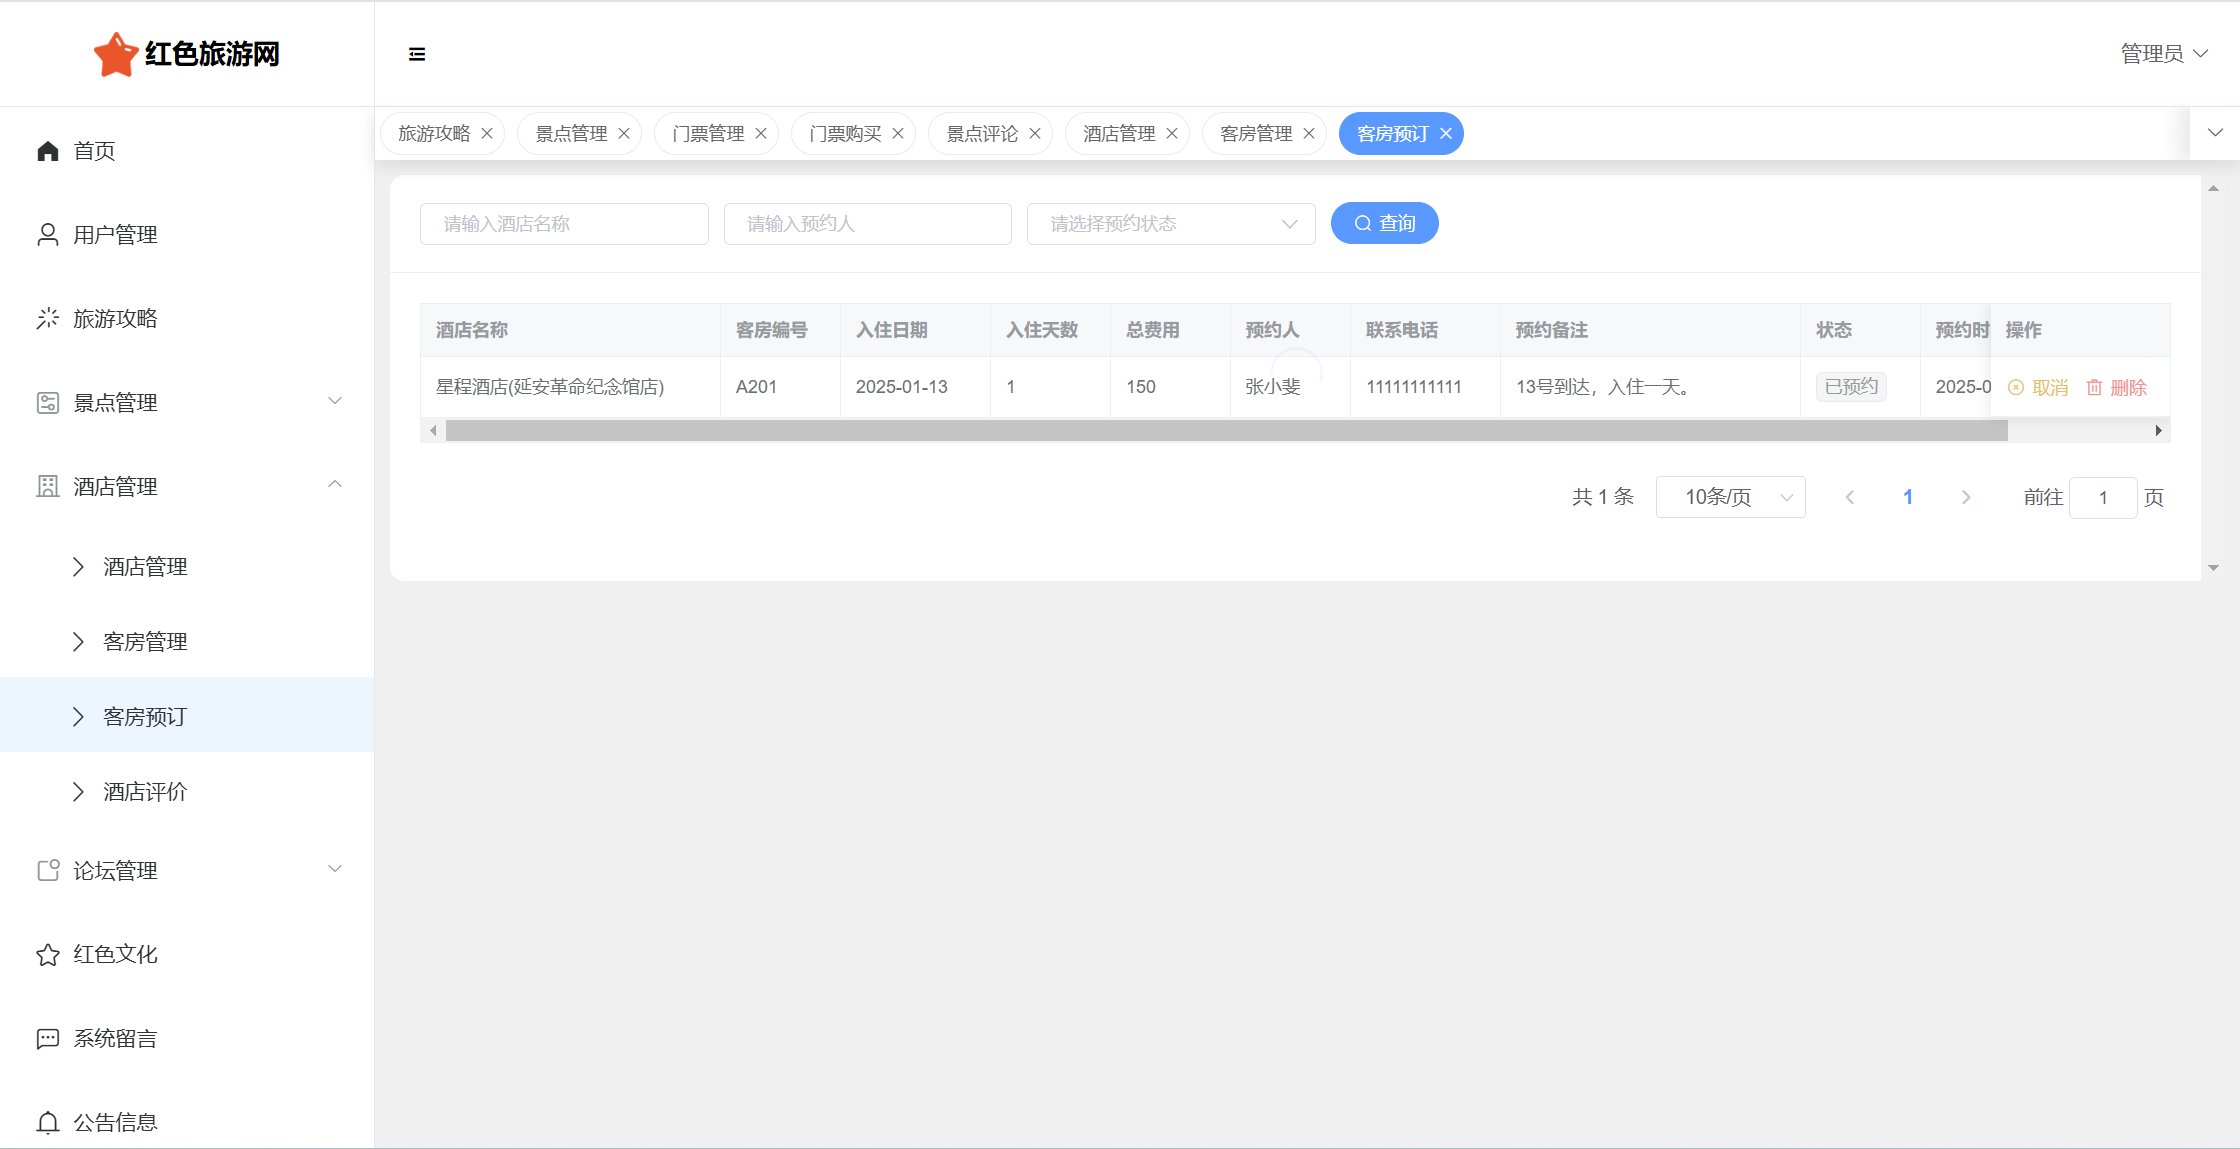 红色旅游网
管理员
首页
用户管理
旅游攻略
景点管理
酒店管理
酒店管理
客房管理
客房预订
酒店评价
论坛管理
红色文化
系统留言
公告信息
旅游攻略 景点管理 门票管理 门票购买 景点评论 酒店管理 客房管理 客房预订
请输入酒店名称 请输入预约人 请选择预约状态 查询
酒店名称 客房编号 入住日期 入住天数 总费用 预约人 联系电话 预约备注 状态 预约时 操作
星程酒店(延安革命纪念馆店) A201 2025-01-13 1 150 张小斐 11111111111 13号到达，入住一天。 已预约 2025-0 取消 删除
共 1 条 10条/页 1 前往 1 页